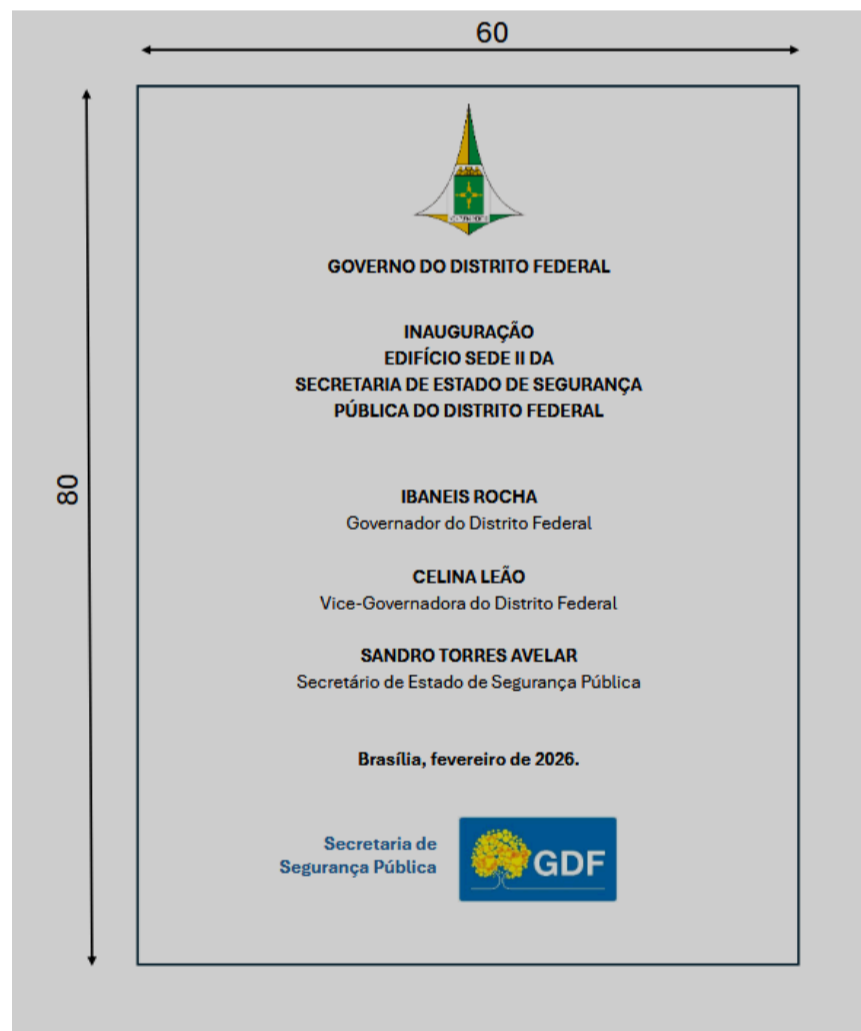 60
80
GOVERNO DO DISTRITO FEDERAL
INAUGURAÇÃO
EDIFÍCIO SEDE II DA
SECRETARIA DE ESTADO DE SEGURANÇA
PÚBLICA DO DISTRITO FEDERAL
IBANEIS ROCHA
Governador do Distrito Federal
CELINA LEÃO
Vice-Governadora do Distrito Federal
SANDRO TORRES AVELAR
Secretário de Estado de Segurança Pública
Brasília, fevereiro de 2026.
Secretaria de
Segurança Pública
GDF